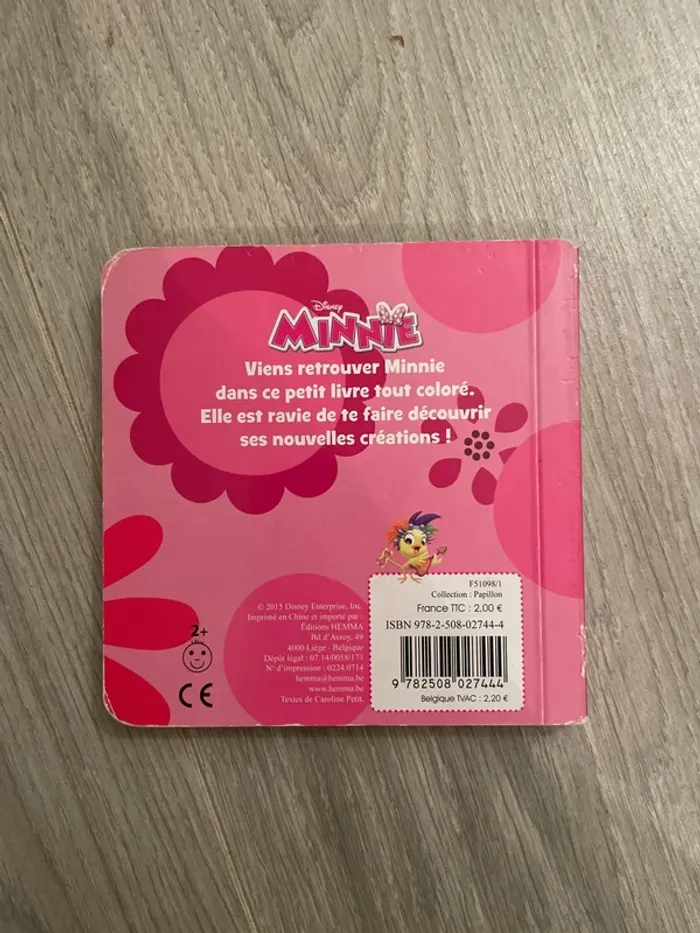 Disney
MINNIE
Viens retrouver Minnie
dans ce petit livre tout coloré.
Elle est ravie de te faire découvrir
ses nouvelles créations !
F51098/1
Collection : Papillon
France TTC : 2,00 €
ISBN 978-2-508-02744-4
9 782508 027444
Belgique TVAC : 2,20 €
© 2015 Disney Enterprise, Inc.
Imprimé en Chine et importé par :
Éditions HEMMA
Bd d'Avroy, 49
4000 Liège - Belgique
Dépôt légal : 07.14/0058/173
N° d'impression : 0224.0714
hemma@hemma.be
www.hemma.be
Textes de Caroline Petit.
2+
CE